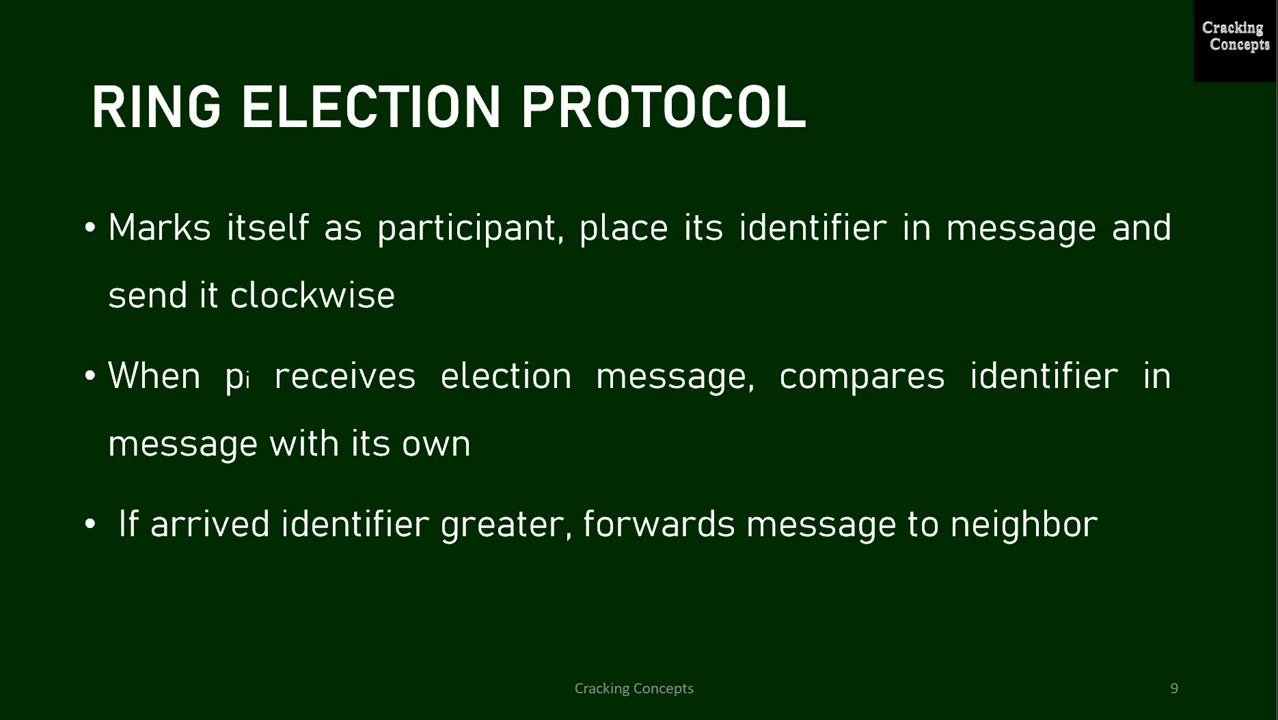 Cracking
Concepts
RING ELECTION PROTOCOL
• Marks itself as participant, place its identifier in message and
send it clockwise
• When pi receives election message, compares identifier in
message with its own
• If arrived identifier greater, forwards message to neighbor
Cracking Concepts
9